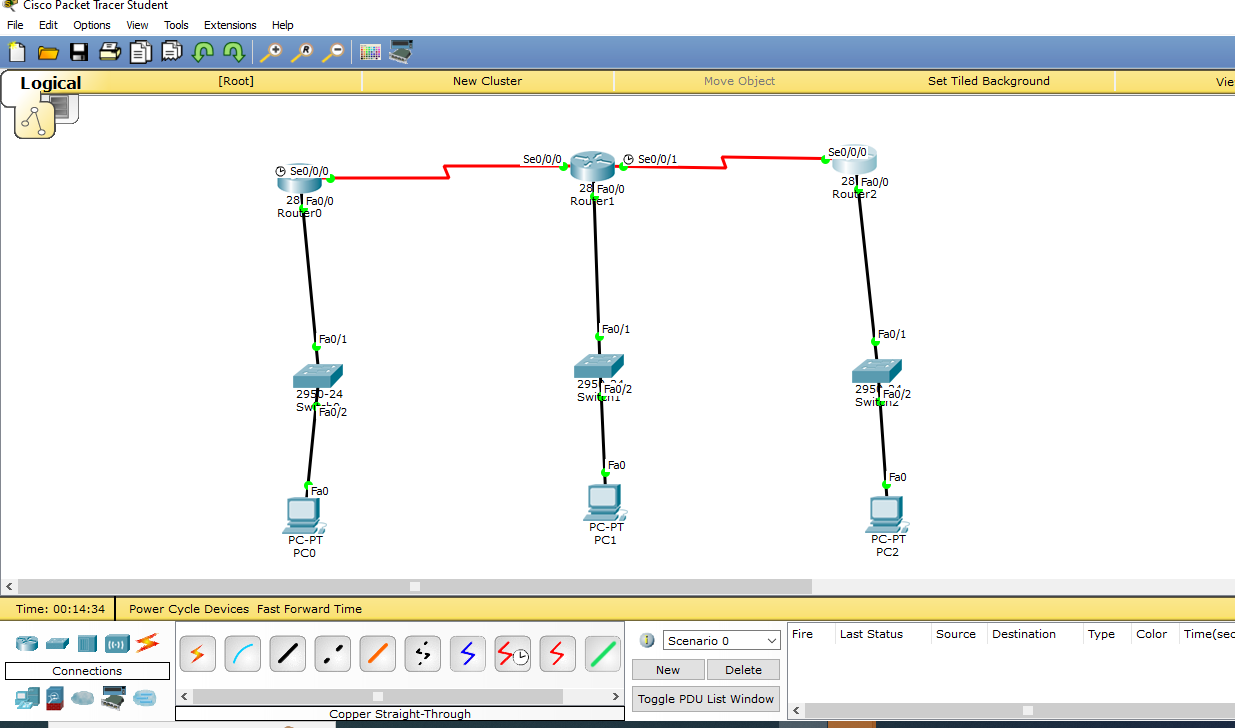 Cisco Packet Tracer Student
File Edit Options View Tools Extensions Help
Logical [Root] New Cluster Move Object Set Tiled Background Vie
Se0/0/0 Se0/0/1 Se0/0/0
Se0/0/0
28 Fa0/0
Router2
28 Fa0/0
Router1
28 Fa0/0
Router0
Fa0/1 Fa0/1 Fa0/1
2950-24
Fa0/2
Switch1
2950-24
Fa0/2
Switch2
2950-24
Switch0
Fa0/2
Fa0 Fa0 Fa0
PC-PT
PC1
PC-PT
PC0
PC-PT
PC2
Time: 00:14:34 Power Cycle Devices Fast Forward Time
Connections
Copper Straight-Through
Scenario 0
New Delete
Toggle PDU List Window
Fire Last Status Source Destination Type Color Time(sec